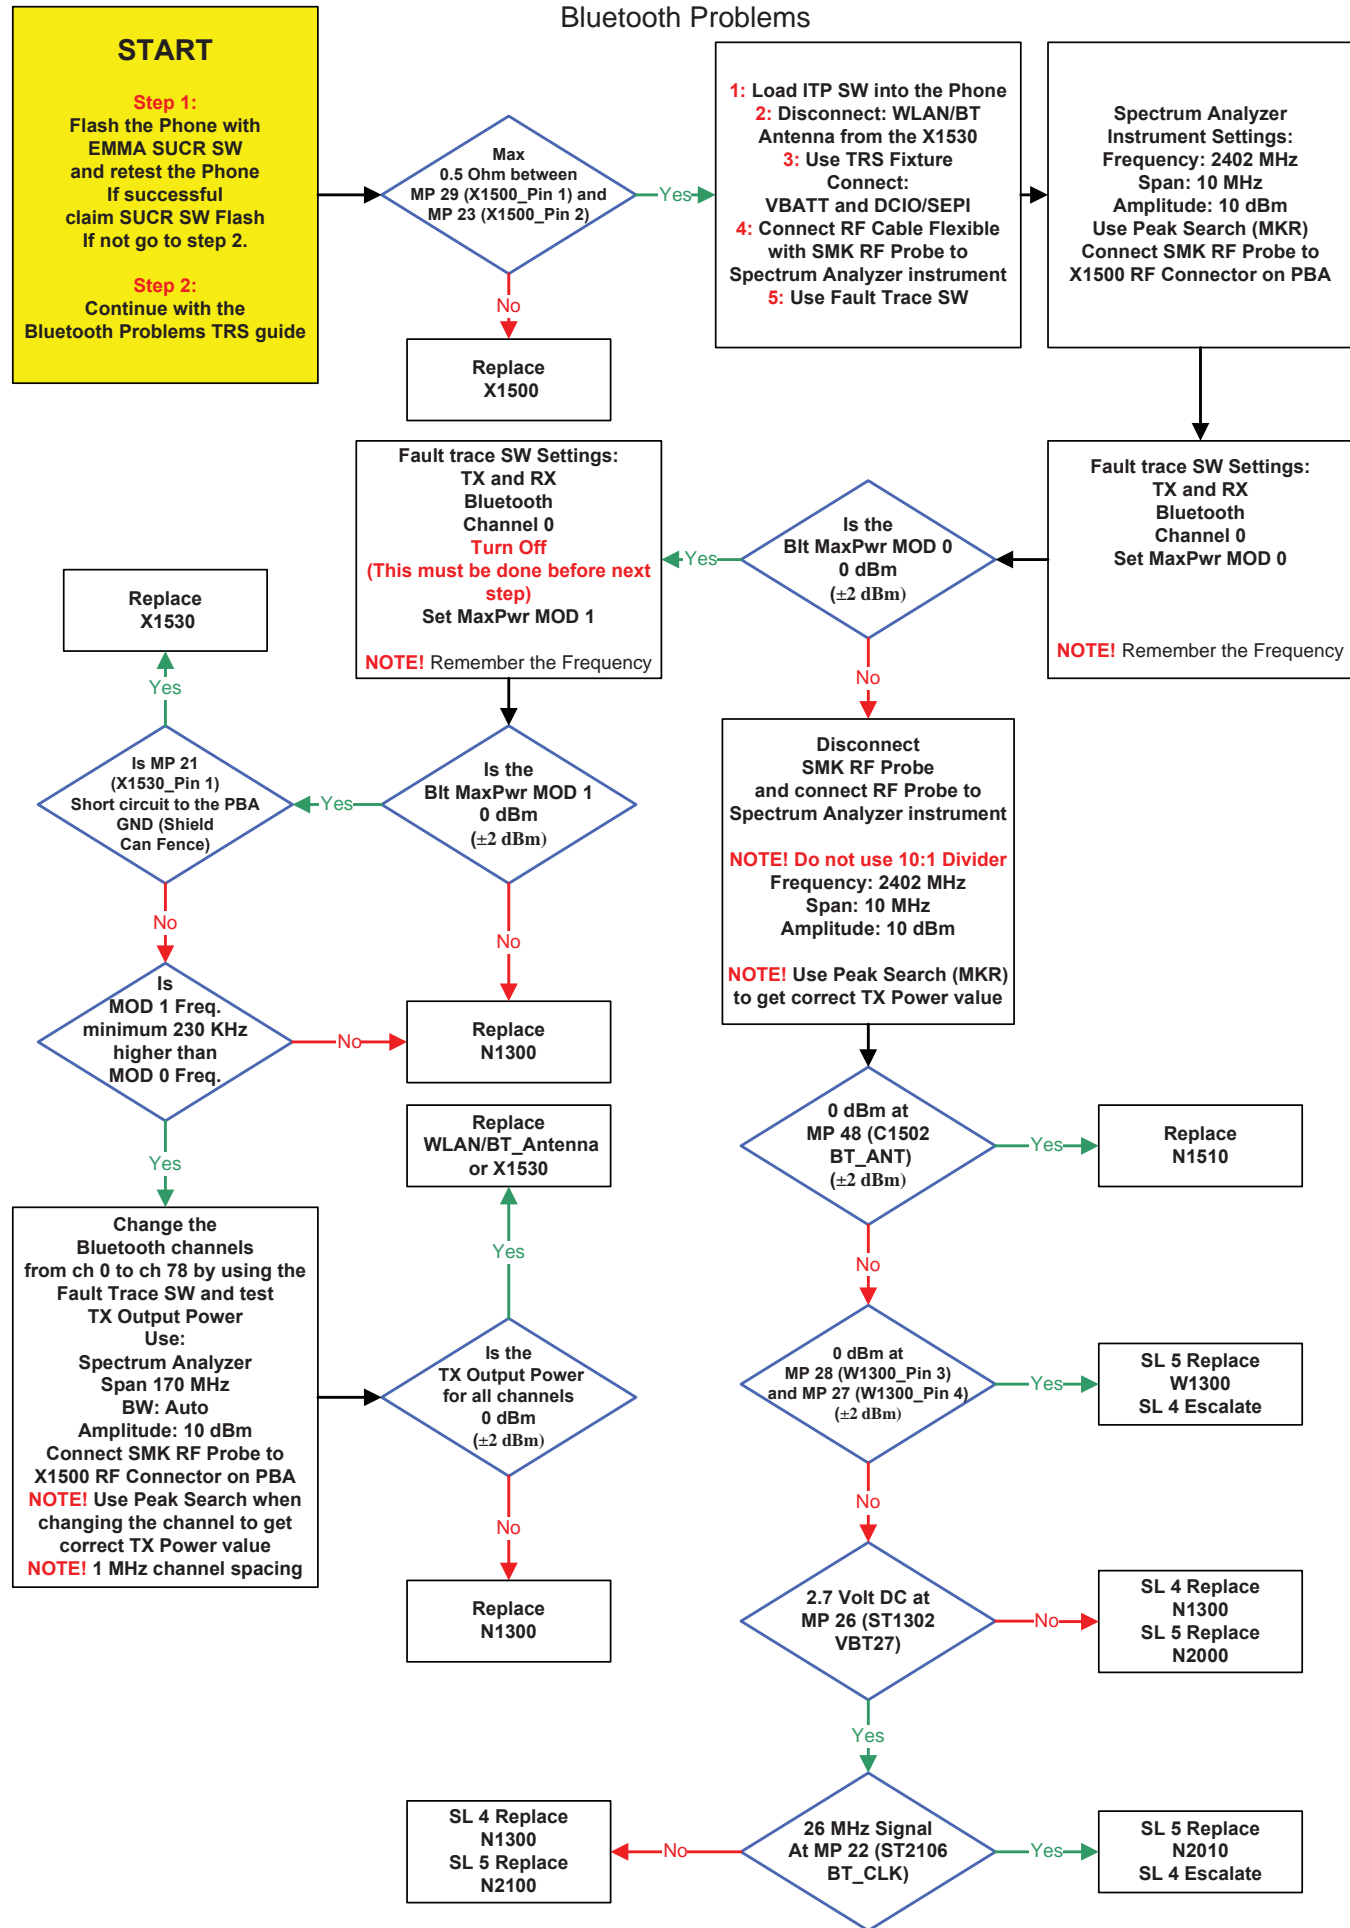 Bluetooth Problems
START
Step 1:
Flash the Phone with
EMMA SUCR SW
and retest the Phone
If successful
claim SUCR SW Flash
If not go to step 2.
Step 2:
Continue with the
Bluetooth Problems TRS guide
Max
0.5 Ohm between
MP 29 (X1500_Pin 1) and
MP 23 (X1500_Pin 2)
Yes
No
Replace
X1500
1: Load ITP SW into the Phone
2: Disconnect: WLAN/BT
Antenna from the X1530
3: Use TRS Fixture
Connect:
VBATT and DCIO/SEPI
4: Connect RF Cable Flexible
with SMK RF Probe to
Spectrum Analyzer instrument
5: Use Fault Trace SW
Spectrum Analyzer
Instrument Settings:
Frequency: 2402 MHz
Span: 10 MHz
Amplitude: 10 dBm
Use Peak Search (MKR)
Connect SMK RF Probe to
X1500 RF Connector on PBA
Fault trace SW Settings:
TX and RX
Bluetooth
Channel 0
Set MaxPwr MOD 0
NOTE! Remember the Frequency
Is the
Blt MaxPwr MOD 0
0 dBm
(±2 dBm)
Yes
No
Fault trace SW Settings:
TX and RX
Bluetooth
Channel 0
Turn Off
(This must be done before next
step)
Set MaxPwr MOD 1
NOTE! Remember the Frequency
Is the
Blt MaxPwr MOD 1
0 dBm
(±2 dBm)
Yes
No
Replace
N1300
Is MP 21
(X1530_Pin 1)
Short circuit to the PBA
GND (Shield
Can Fence)
Yes
Replace
X1530
No
Is
MOD 1 Freq.
minimum 230 KHz
higher than
MOD 0 Freq.
No
Yes
Change the
Bluetooth channels
from ch 0 to ch 78 by using the
Fault Trace SW and test
TX Output Power
Use:
Spectrum Analyzer
Span 170 MHz
BW: Auto
Amplitude: 10 dBm
Connect SMK RF Probe to
X1500 RF Connector on PBA
NOTE! Use Peak Search when
changing the channel to get
correct TX Power value
NOTE! 1 MHz channel spacing
Is the
TX Output Power
for all channels
0 dBm
(±2 dBm)
Yes
Replace
WLAN/BT_Antenna
or X1530
No
Replace
N1300
Disconnect
SMK RF Probe
and connect RF Probe to
Spectrum Analyzer instrument
NOTE! Do not use 10:1 Divider
Frequency: 2402 MHz
Span: 10 MHz
Amplitude: 10 dBm
NOTE! Use Peak Search (MKR)
to get correct TX Power value
0 dBm at
MP 48 (C1502
BT_ANT)
(±2 dBm)
Yes
Replace
N1510
No
0 dBm at
MP 28 (W1300_Pin 3)
and MP 27 (W1300_Pin 4)
(±2 dBm)
Yes
SL 5 Replace
W1300
SL 4 Escalate
No
2.7 Volt DC at
MP 26 (ST1302
VBT27)
No
SL 4 Replace
N1300
SL 5 Replace
N2000
Yes
26 MHz Signal
At MP 22 (ST2106
BT_CLK)
No
SL 4 Replace
N1300
SL 5 Replace
N2100
Yes
SL 5 Replace
N2010
SL 4 Escalate